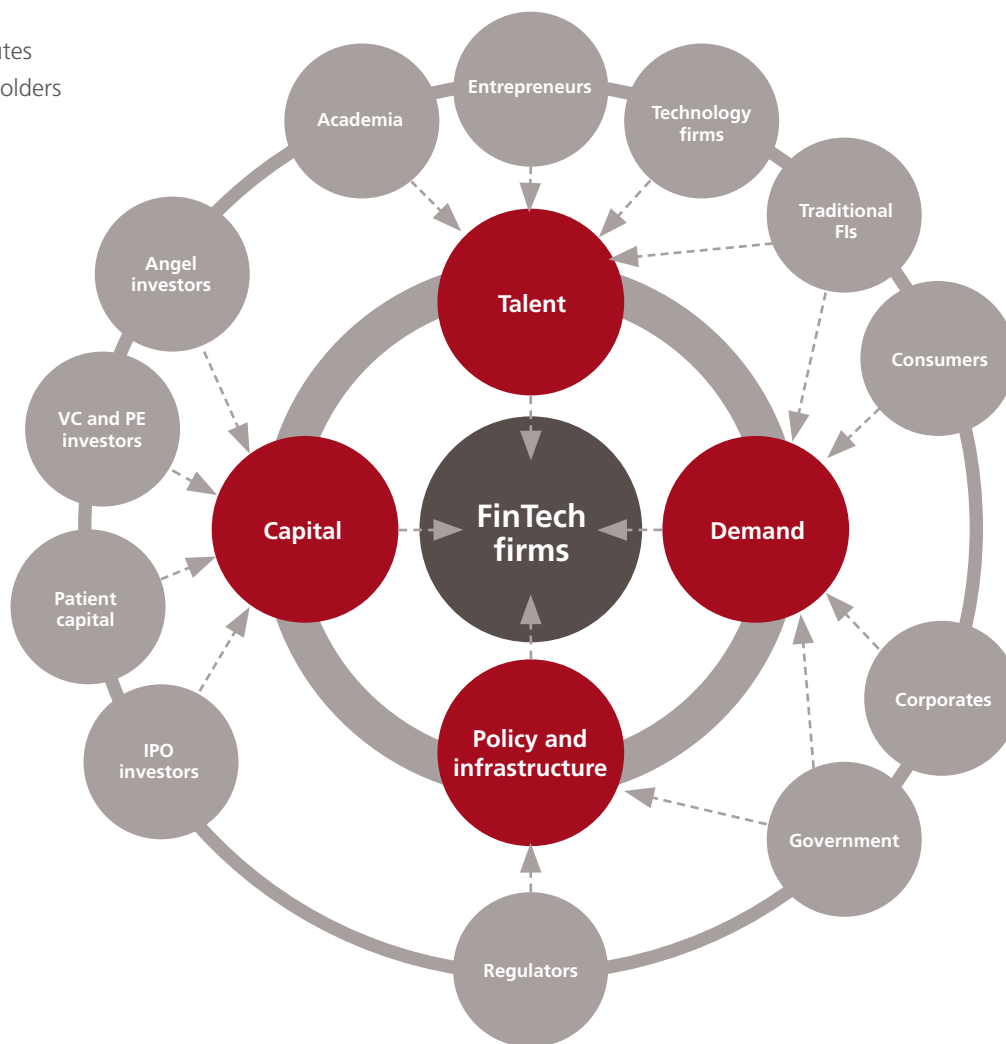 olders
Entrepreneurs
Academia
Technology
firms
Traditional
FIs
Angel
investors
Talent
Consumers
VC and PE
investors
Capital
FinTech
firms
Demand
Patient
capital
Corporates
Policy and
infrastructure
IPO
investors
Government
Regulators